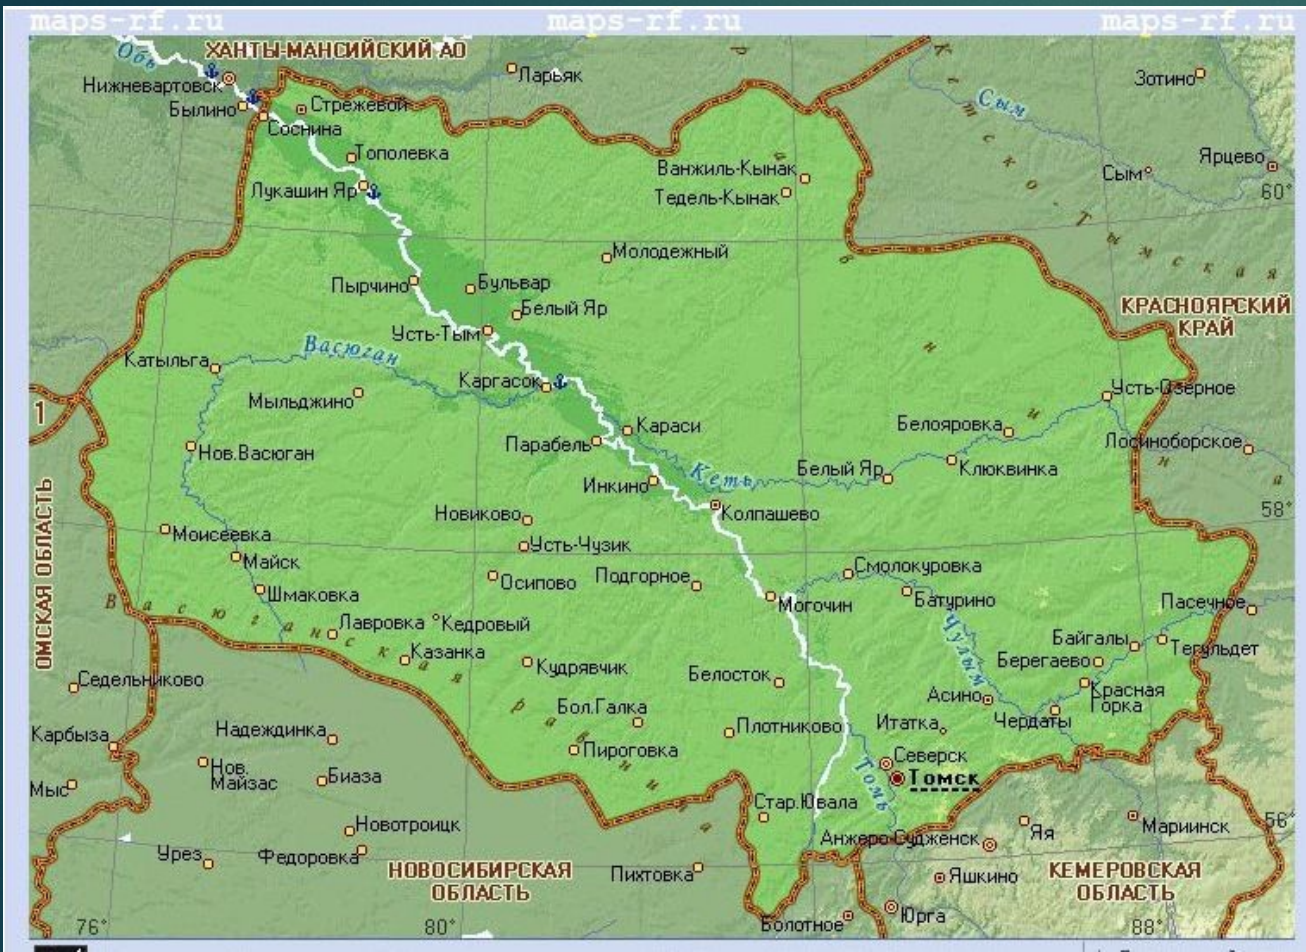 maps-rf.ru maps-rf.ru maps-rf.ru
Обь
ХАНТЫ-МАНСИЙСКИЙ АО
Нижневартовск
Былино
Соснина
Стрежевой
Ларьяк
Зотино
Сым
Кетско-Тымская
Ярцево
Сым
60°
Тополевка
Лукашин Яр
Ванжиль-Кынак
Тедель-Кынак
Молодежный
Пырчино
Бульвар
Белый Яр
Усть-Тым
КРАСНОЯРСКИЙ
КРАЙ
Васюган
Катыльга
Каргасок
Мыльджино
Усть-Озерное
1
Караси
Белояровка
Лосиноборское
Парабель
Нов.Васюган
Кеть
Белый Яр
Клюквинка
Инкино
равнина
58°
Колпашево
Новиково
Моисеевка
Усть-Чузик
Майск
Осипово
Подгорное
Смолокуровка
ОМСКАЯ ОБЛАСТЬ
Шмаковка
Могочин
Батурино
Пасечное
Васюганская
Лавровка
Кедровый
Чулым
Байгалы
Тегульдет
Казанка
Кудрявчик
Берегаево
Седельниково
Белосток
Асино
Красная
Горка
равнина
Бол.Галка
Карбыза
Надеждинка
Плотниково
Итатка
Чердаты
Пироговка
Северск
Нов.
Майзас
Биаза
Томь
Томск
Мыс
Стар.Ювала
Новотроицк
Анжеро-Судженск
Яя
Мариинск
56°
Урез
Федоровка
НОВОСИБИРСКАЯ
ОБЛАСТЬ
Пихтовка
Яшкино
КЕМЕРОВСКАЯ
ОБЛАСТЬ
76°
80°
Болотное
Юрга
88°